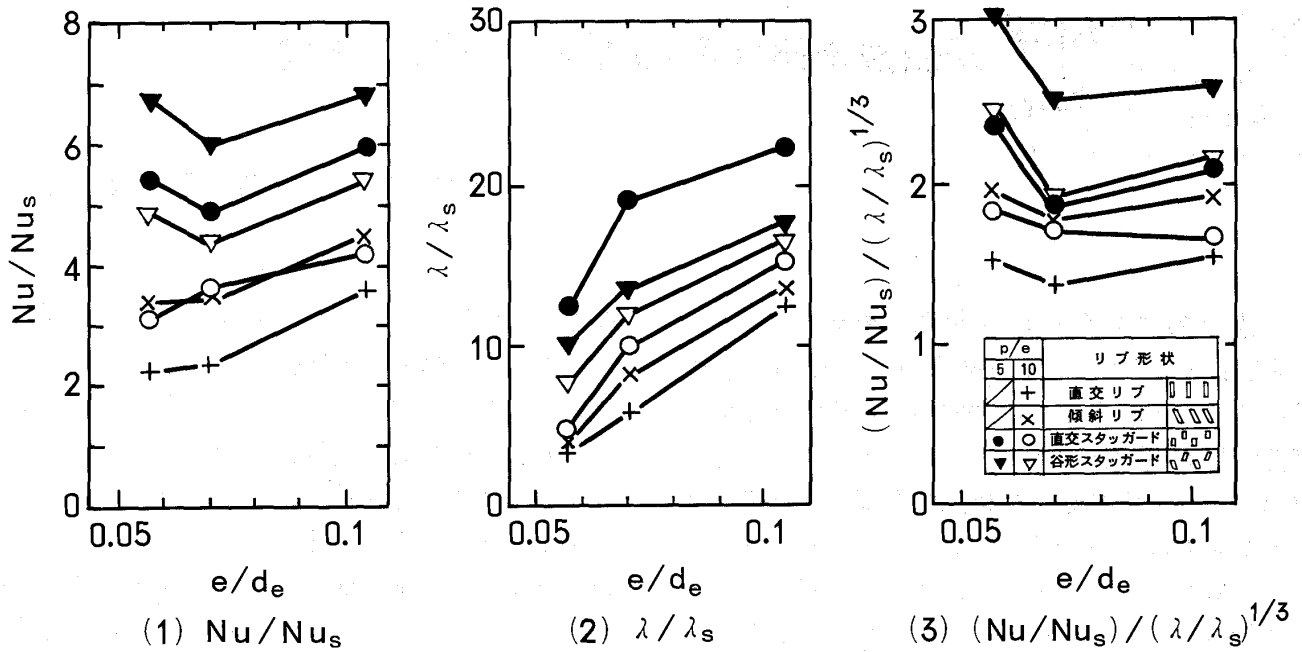 8
6
4
2
0
Nu/Nus
0.05
0.1
e/de
(1) Nu/Nus
30
20
10
0
λ/λs
0.05
0.1
e/de
(2) λ/λs
3
2
1
0
(Nu/Nus)/(λ/λs)1/3
p/e
リブ形状
5 10
+ 直交リブ
× 傾斜リブ
● ○ 直交スタッガード
▼ ▽ 谷形スタッガード
0.05
0.1
e/de
(3) (Nu/Nus)/(λ/λs)1/3